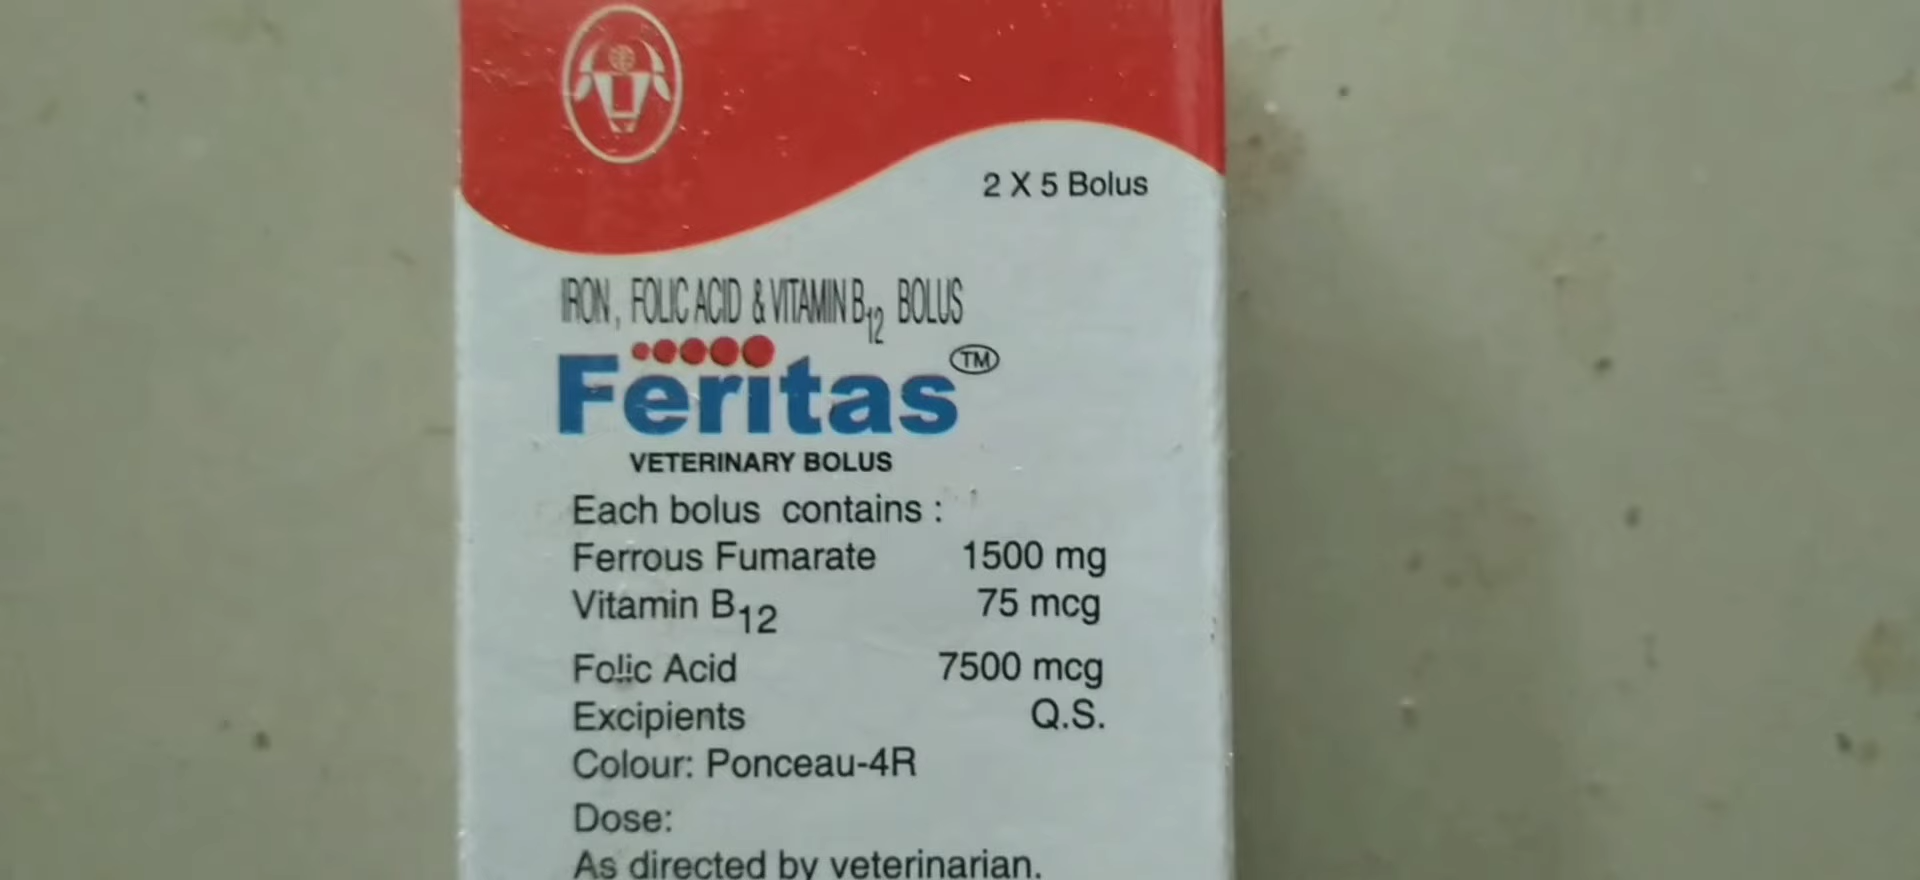 2 X 5 Bolus
IRON, FOLIC ACID & VITAMIN B12 BOLUS
Feritas TM
VETERINARY BOLUS
Each bolus contains :
Ferrous Fumarate 1500 mg
Vitamin B12 75 mcg
Folic Acid 7500 mcg
Excipients Q.S.
Colour: Ponceau-4R
Dose:
As directed by veterinarian.